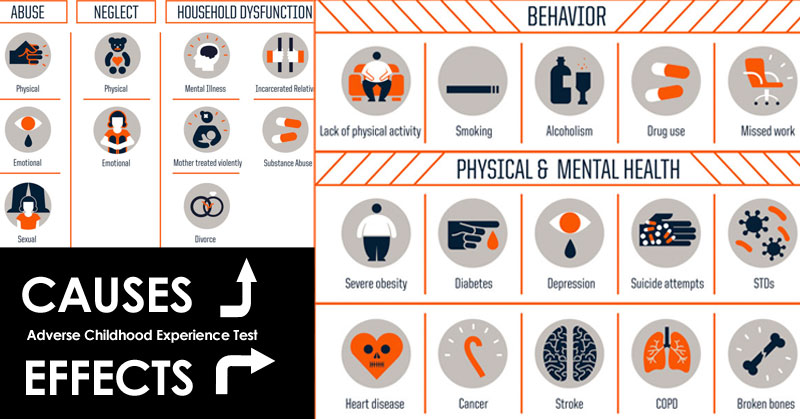 ABUSE
NEGLECT
HOUSEHOLD DYSFUNCTION
Physical
Physical
Mental Illness
Incarcerated Relativ
Emotional
Emotional
Mother treated violently
Substance Abuse
Sexual
Divorce
CAUSES
Adverse Childhood Experience Test
EFFECTS
BEHAVIOR
Lack of physical activity
Smoking
Alcoholism
Drug use
Missed work
PHYSICAL & MENTAL HEALTH
Severe obesity
Diabetes
Depression
Suicide attempts
STDs
Heart disease
Cancer
Stroke
COPD
Broken bones